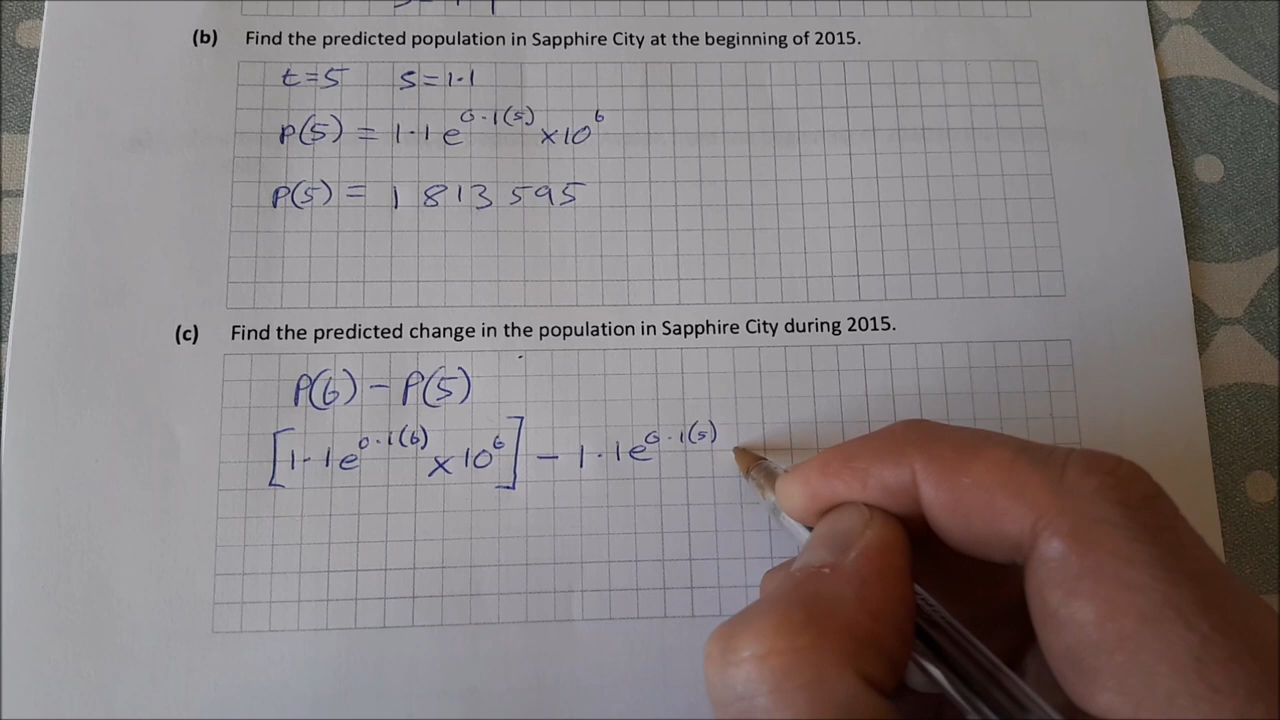 (b) Find the predicted population in Sapphire City at the beginning of 2015.
t=5 S=1·1
P(5) = 1·1e^0·1(5) ×10^6
P(5) = 1 813 595
(c) Find the predicted change in the population in Sapphire City during 2015.
P(6) – P(5)
[1·1e^0·1(6) ×10^6] – 1·1e^0·1(5)